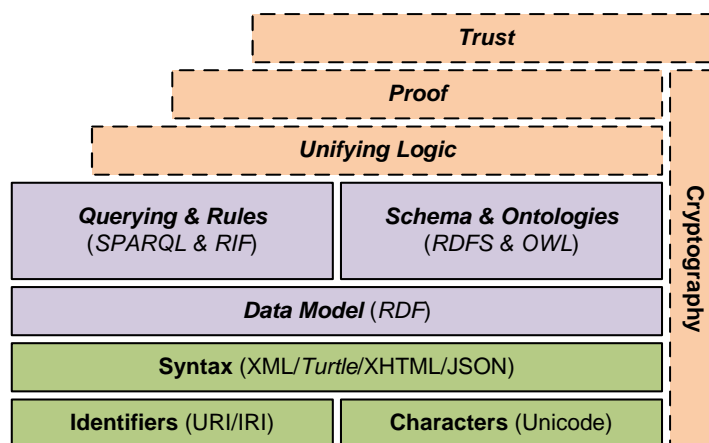 Trust
Proof
Unifying Logic
Querying & Rules
(SPARQL & RIF)
Schema & Ontologies
(RDFS & OWL)
Data Model (RDF)
Syntax (XML/Turtle/XHTML/JSON)
Identifiers (URI/IRI)
Characters (Unicode)
Cryptography